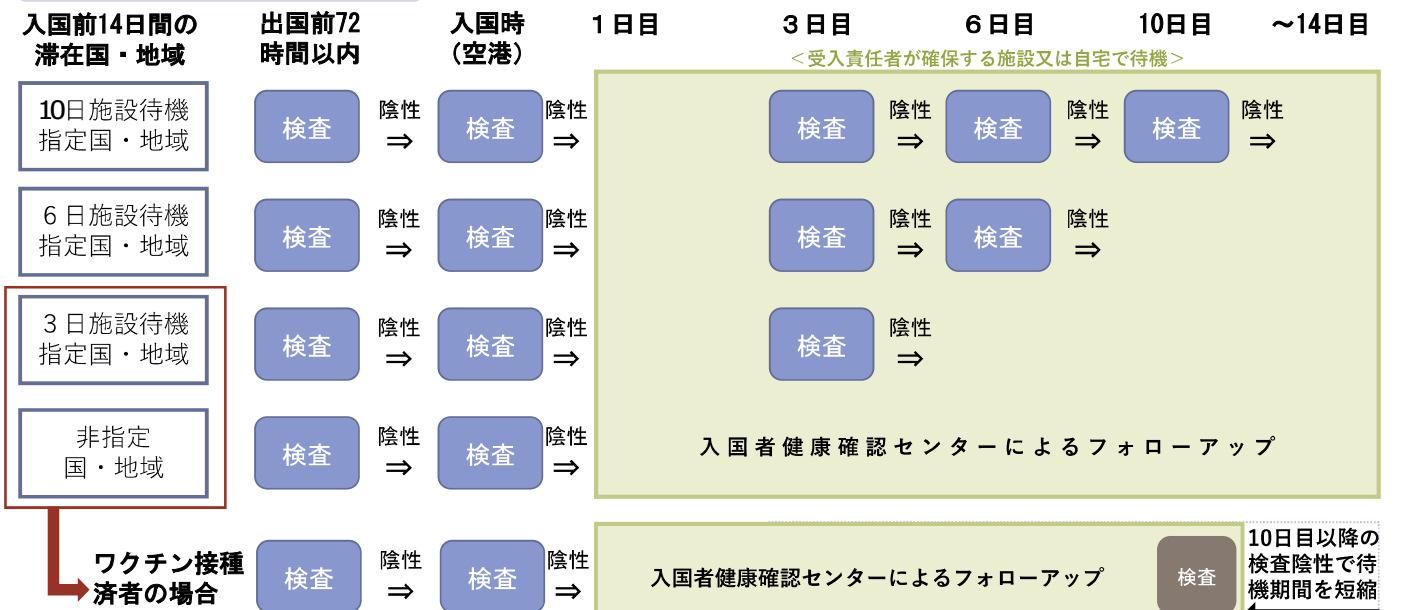 入国前14日間の
滞在国・地域
出国前72
時間以内
入国時
（空港）
１日目
３日目
６日目
10日目
～14日目
＜受入責任者が確保する施設又は自宅で待機＞
10日施設待機
指定国・地域
検査
陰性
⇒
検査
陰性
⇒
検査
陰性
⇒
検査
陰性
⇒
検査
陰性
⇒
６日施設待機
指定国・地域
検査
陰性
⇒
検査
陰性
⇒
検査
陰性
⇒
検査
陰性
⇒
３日施設待機
指定国・地域
検査
陰性
⇒
検査
陰性
⇒
検査
陰性
⇒
非指定
国・地域
検査
陰性
⇒
検査
陰性
⇒
入国者健康確認センターによるフォローアップ
ワクチン接種
済者の場合
検査
陰性
⇒
検査
陰性
⇒
入国者健康確認センターによるフォローアップ
検査
10日目以降の
検査陰性で待
機期間を短縮